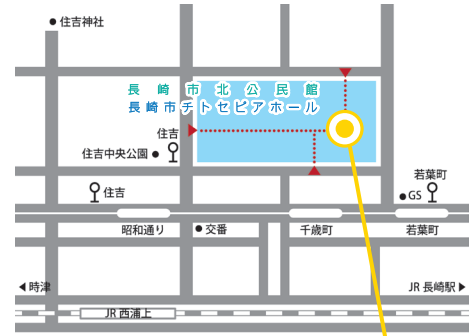 住吉神社
長崎市北公民館
長崎市チトセピアホール
住吉
住吉中央公園
若葉町
住吉
GS
昭和通り
交番
千歳町
若葉町
時津
JR 長崎駅
JR 西浦上